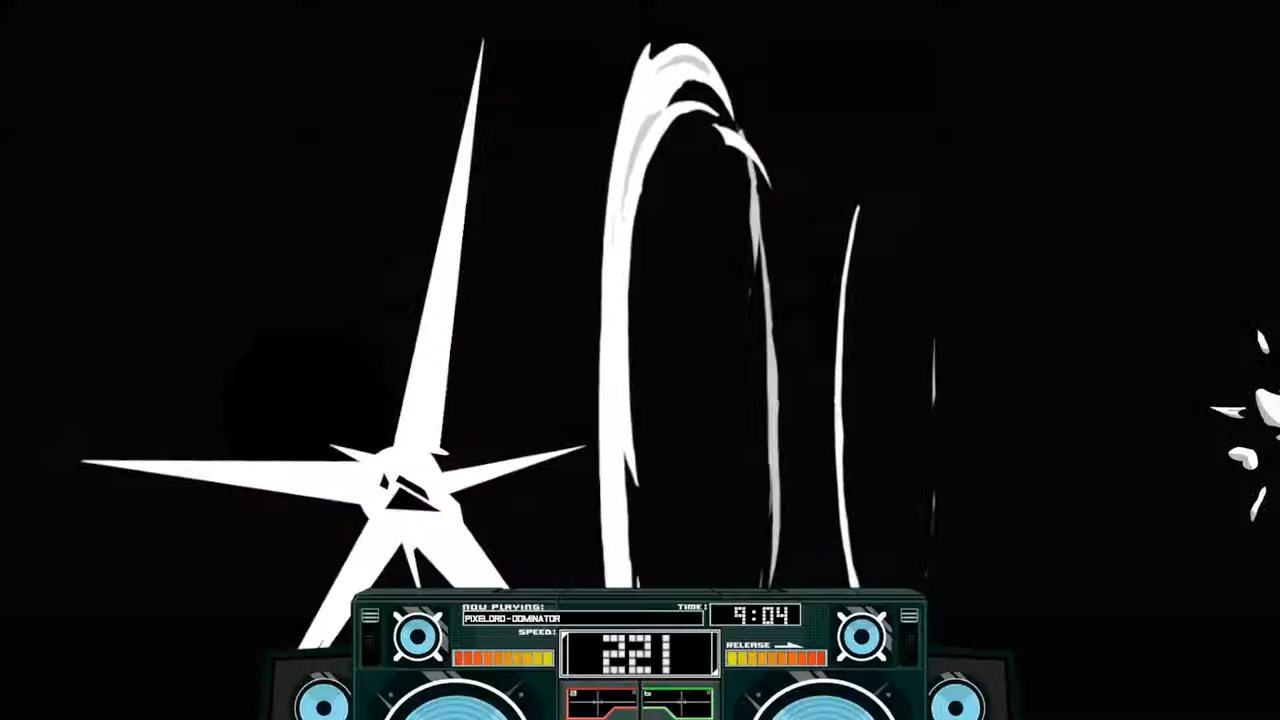 NOW PLAYING:
TIME:
9:04
PIXELORD - DOMINATOR
SPEED:
221
RELEASE
a
b